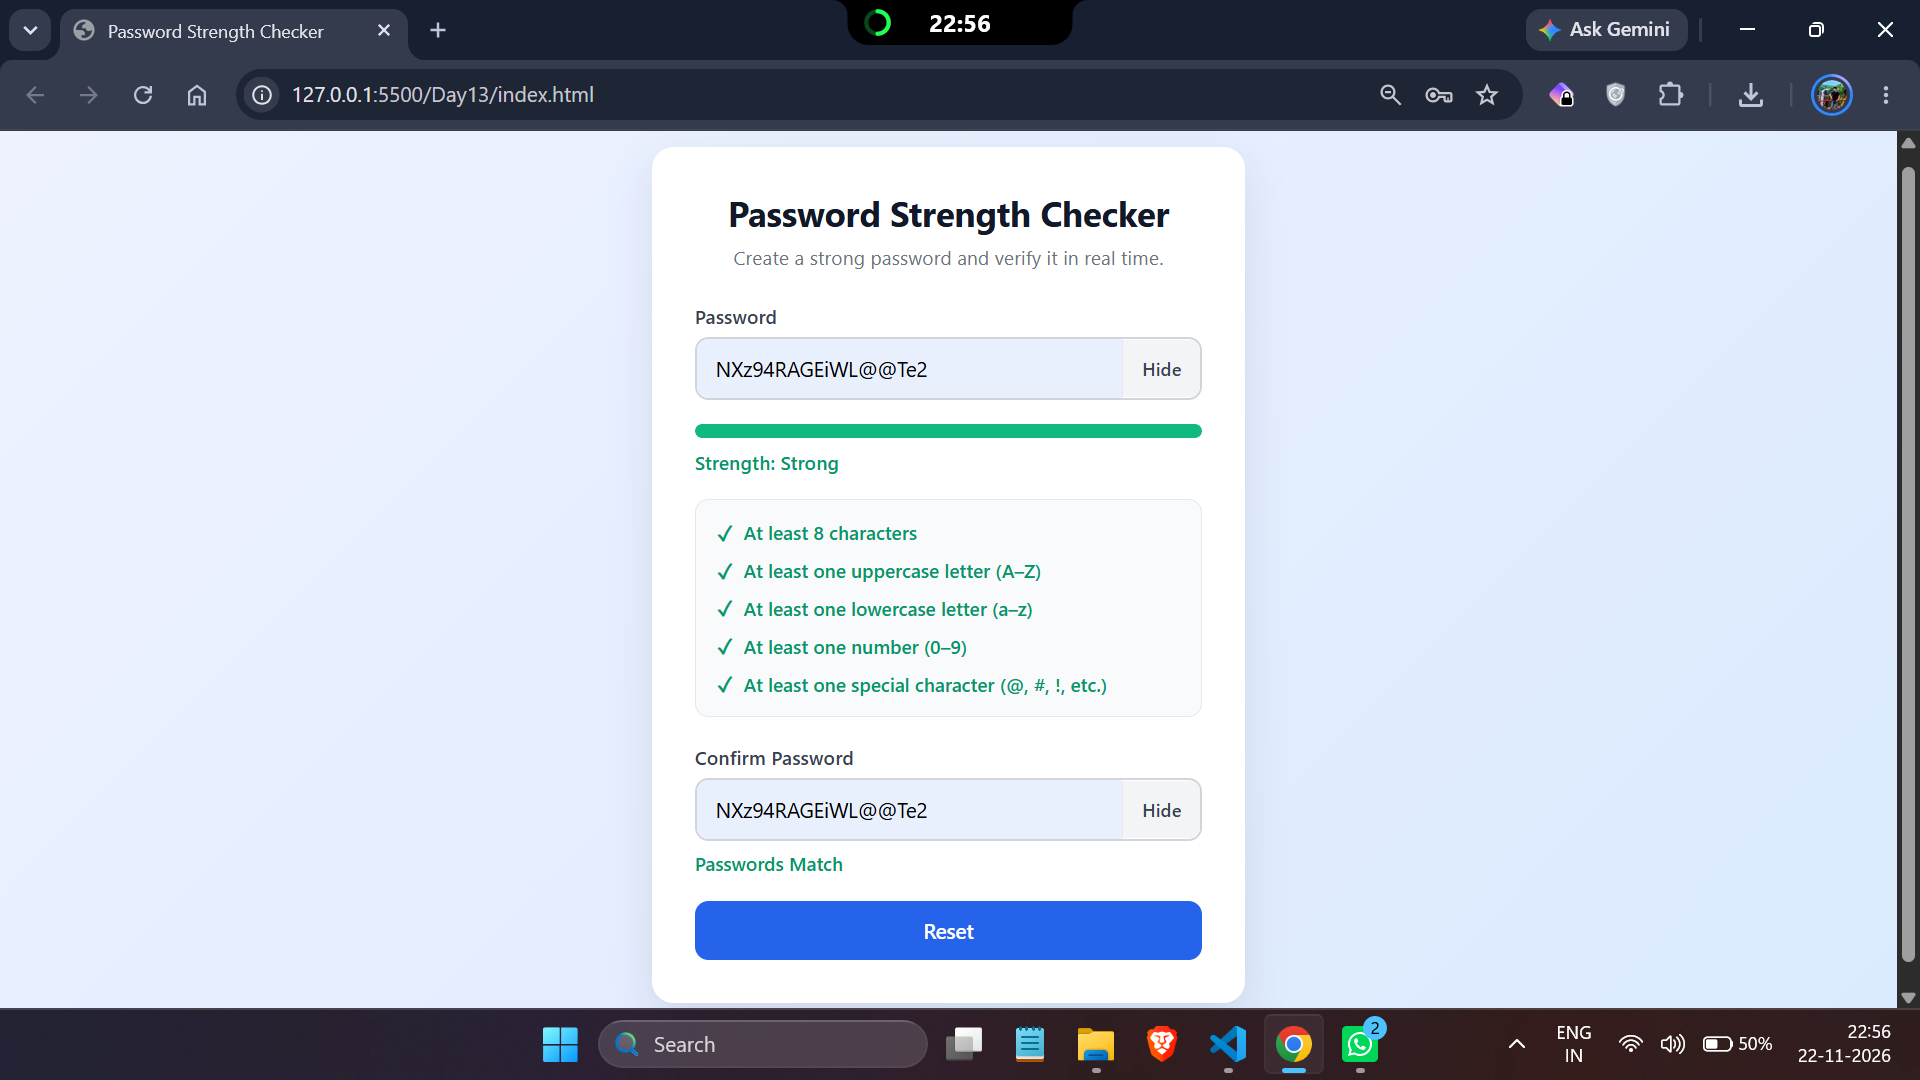 Password Strength Checker
22:56
Ask Gemini
127.0.0.1:5500/Day13/index.html
Password Strength Checker
Create a strong password and verify it in real time.
Password
NXz94RAGEiWL@@Te2
Hide
Strength: Strong
✓ At least 8 characters
✓ At least one uppercase letter (A–Z)
✓ At least one lowercase letter (a–z)
✓ At least one number (0–9)
✓ At least one special character (@, #, !, etc.)
Confirm Password
NXz94RAGEiWL@@Te2
Hide
Passwords Match
Reset
Search
2
ENG
IN
50%
22:56
22-11-2026